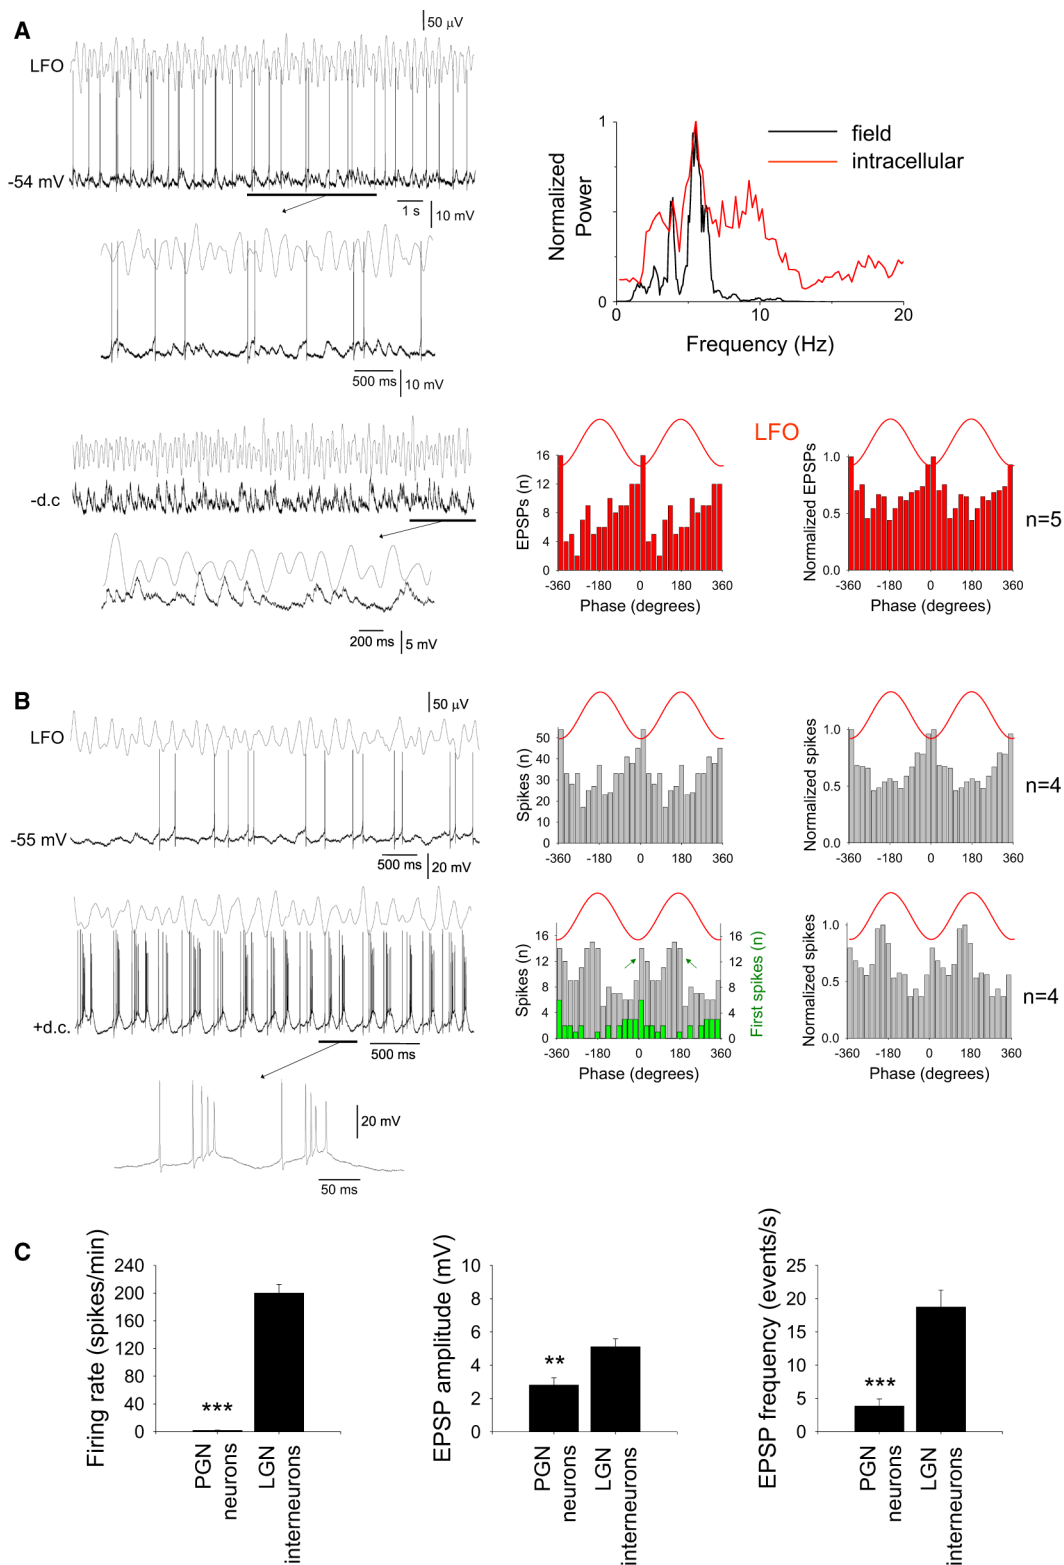 A
50 μV
LFO
-54 mV
1 s
10 mV
500 ms
10 mV
-d.c
200 ms
5 mV
Normalized Power
1
0
field
intracellular
0
10
20
Frequency (Hz)
LFO
EPSPs (n)
16
12
8
4
0
-360
-180
0
180
360
Phase (degrees)
Normalized EPSPs
1.0
0.5
0.0
-360
-180
0
180
360
Phase (degrees)
n=5
B
50 μV
LFO
-55 mV
500 ms
20 mV
+d.c.
500 ms
20 mV
50 ms
Spikes (n)
50
40
30
20
10
0
-360
-180
0
180
360
Normalized spikes
1.0
0.5
0.0
-360
-180
0
180
360
n=4
Spikes (n)
16
12
8
4
0
First spikes (n)
16
12
8
4
0
-360
-180
0
180
360
Phase (degrees)
Normalized spikes
1.0
0.5
0.0
-360
-180
0
180
360
Phase (degrees)
n=4
C
Firing rate (spikes/min)
240
200
160
120
80
40
0
***
PGN neurons
LGN interneurons
EPSP amplitude (mV)
10
8
6
4
2
0
**
PGN neurons
LGN interneurons
EPSP frequency (events/s)
25
20
15
10
5
0
***
PGN neurons
LGN interneurons